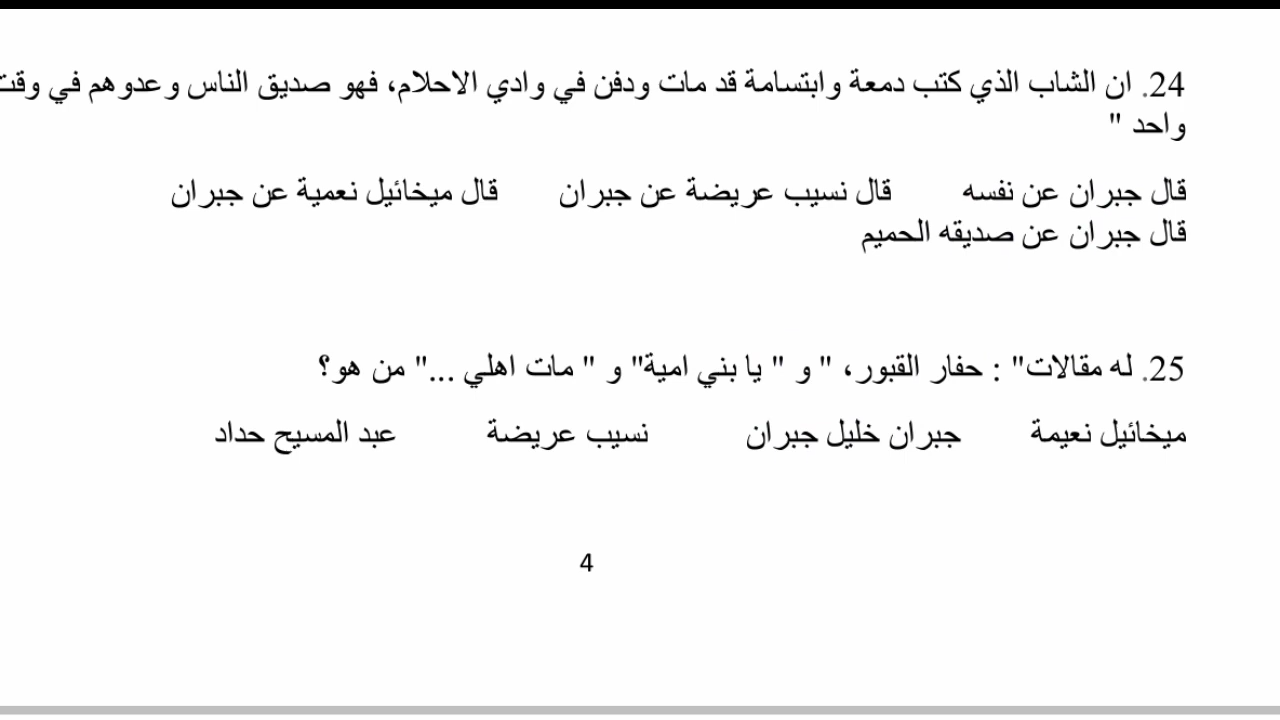 24. ان الشاب الذي كتب دمعة وابتسامة قد مات ودفن في وادي الاحلام، فهو صديق الناس وعدوهم في وقت
واحد "
قال جبران عن نفسه قال نسيب عريضة عن جبران قال ميخائيل نعمية عن جبران
قال جبران عن صديقه الحميم
25. له مقالات" : حفار القبور، " و " يا بني امية" و " مات اهلي ..." من هو؟
ميخائيل نعيمة جبران خليل جبران نسيب عريضة عبد المسيح حداد
4